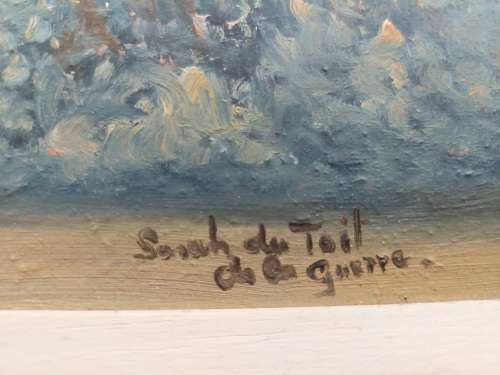 Sarah du Toit
de la Guerre.